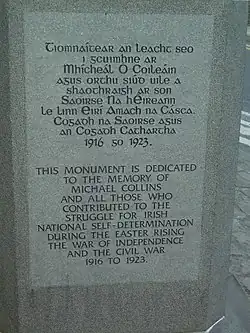 Tiomnaítear an leacht seo
i gcuimhne ar
Mhícheál Ó Coileáin
agus orthu siúd uile a
shaothraigh ar son
Saoirse Na hÉireann
le linn Éirí Amach na Cásca.
Cogadh na Saoirse agus
an Cogadh Cathartha
1916 go 1923.
THIS MONUMENT IS DEDICATED
TO THE MEMORY OF
MICHAEL COLLINS
AND ALL THOSE WHO
CONTRIBUTED TO THE
STRUGGLE FOR IRISH
NATIONAL SELF-DETERMINATION
DURING THE EASTER RISING
THE WAR OF INDEPENDENCE
AND THE CIVIL WAR
1916 TO 1923.